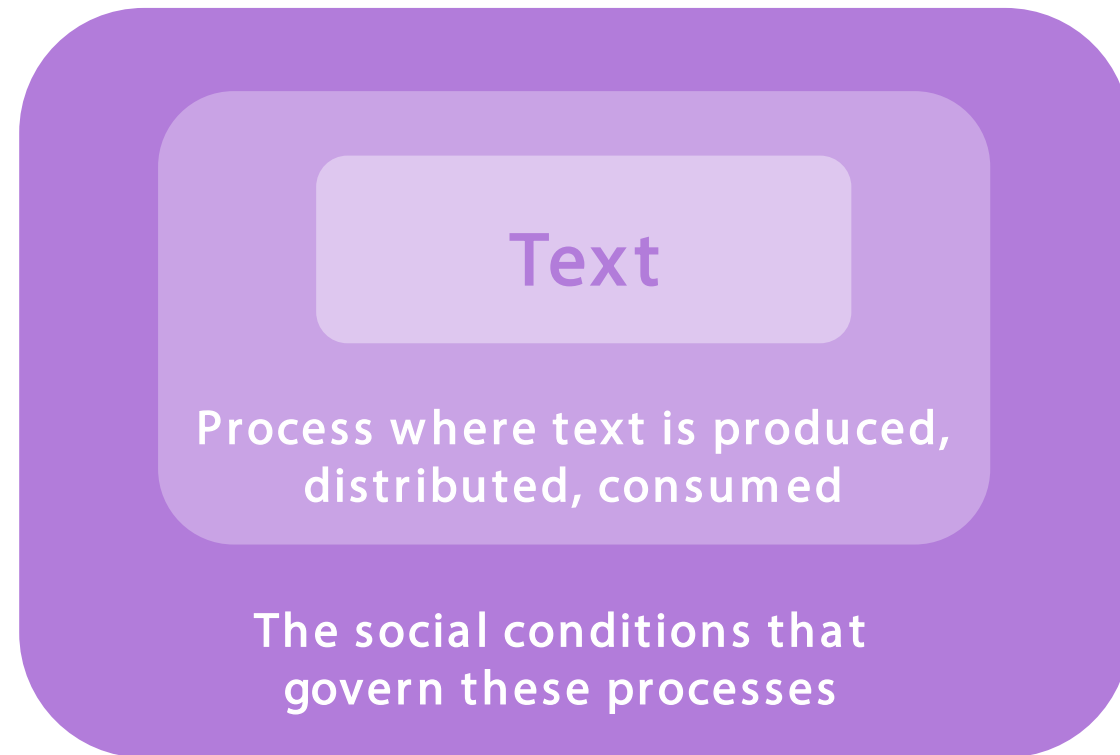 Text
Process where text is produced,
distributed, consumed
The social conditions that
govern these processes